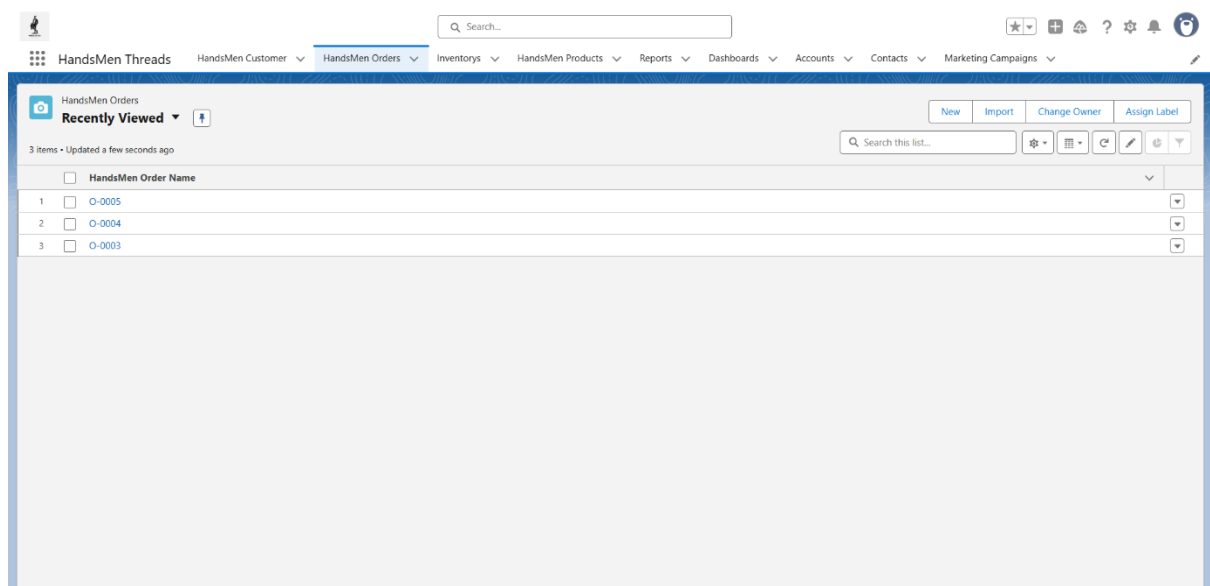 Search...
HandsMen Threads HandsMen Customer HandsMen Orders Inventorys HandsMen Products Reports Dashboards Accounts Contacts Marketing Campaigns
HandsMen Orders
Recently Viewed
New Import Change Owner Assign Label
3 items • Updated a few seconds ago
Search this list...
HandsMen Order Name
1 O-0005
2 O-0004
3 O-0003